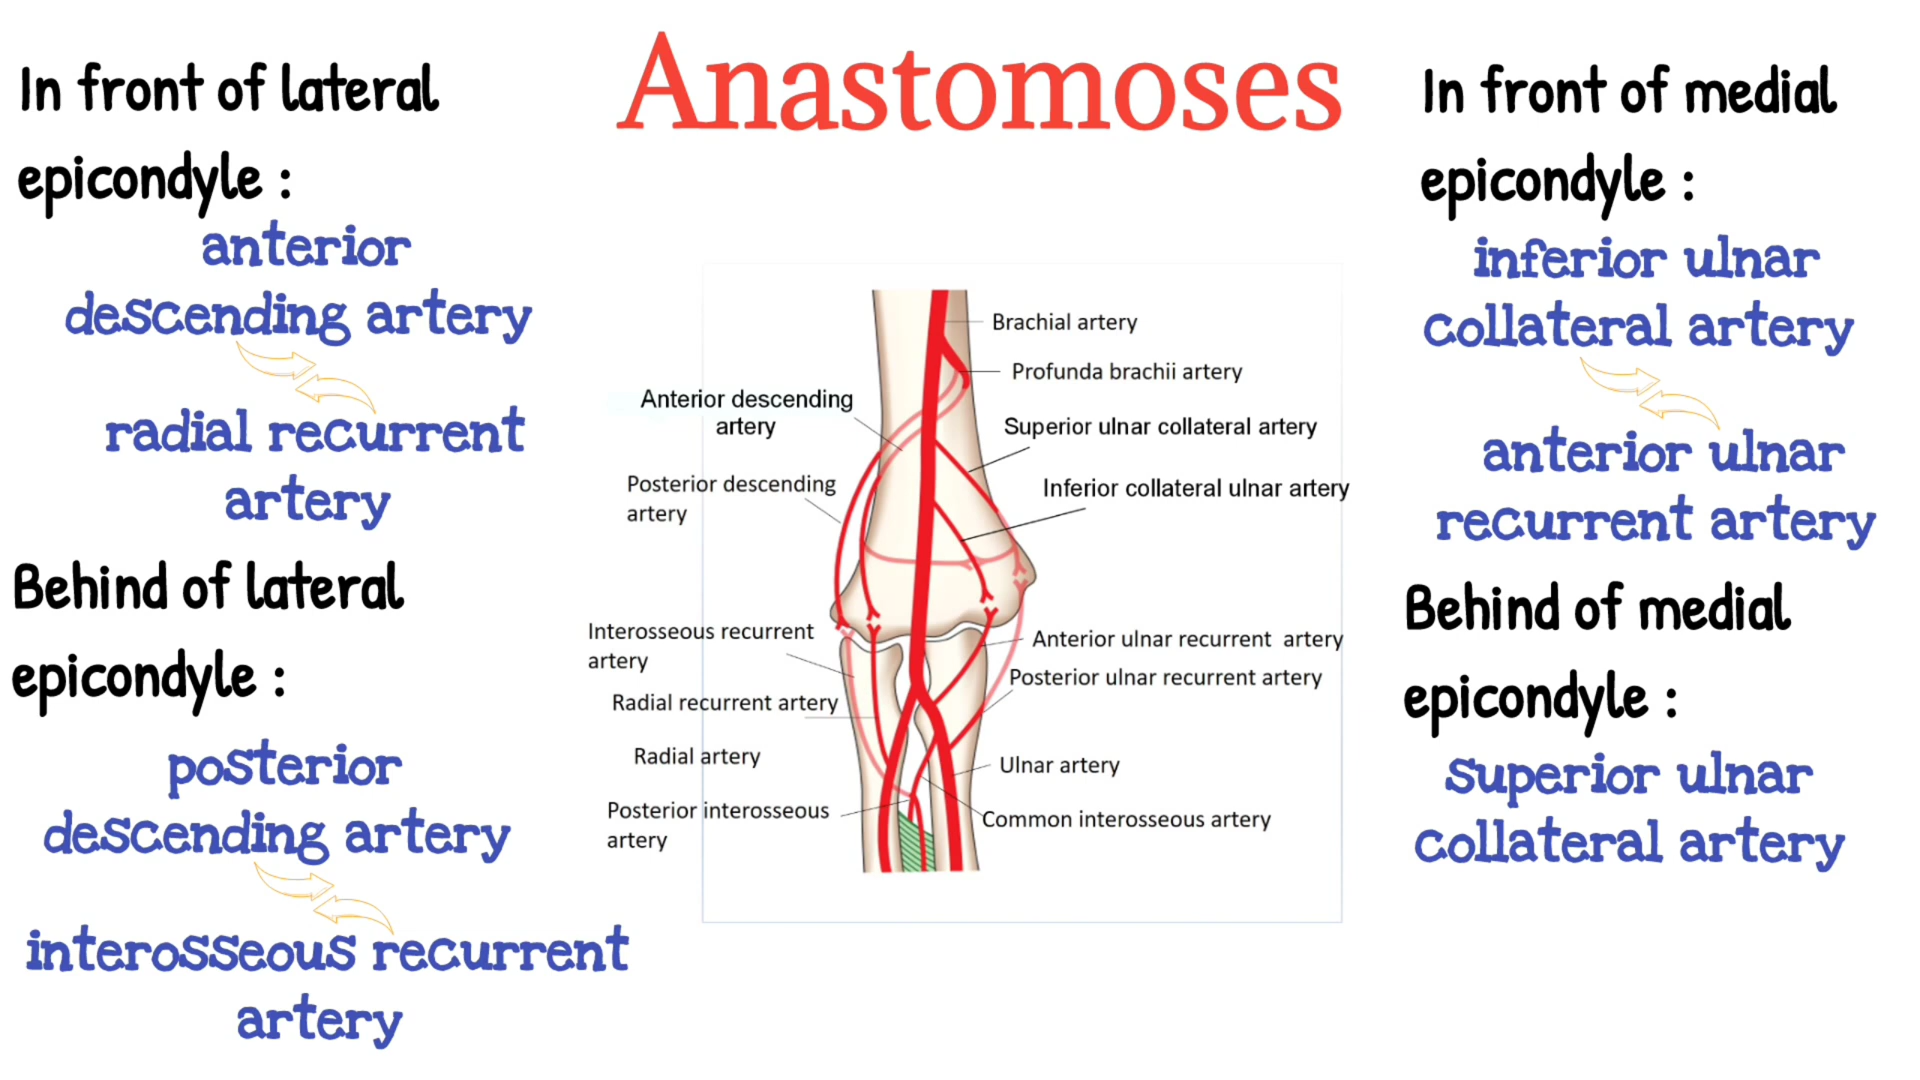 Anastomoses
In front of lateral
epicondyle :
anterior
descending artery
radial recurrent
artery
Behind of lateral
epicondyle :
posterior
descending artery
interosseous recurrent
artery
Brachial artery
Profunda brachii artery
Anterior descending
artery
Superior ulnar collateral artery
Posterior descending
artery
Inferior collateral ulnar artery
Interosseous recurrent
artery
Anterior ulnar recurrent artery
Posterior ulnar recurrent artery
Radial recurrent artery
Radial artery
Ulnar artery
Posterior interosseous
artery
Common interosseous artery
In front of medial
epicondyle :
inferior ulnar
collateral artery
anterior ulnar
recurrent artery
Behind of medial
epicondyle :
superior ulnar
collateral artery